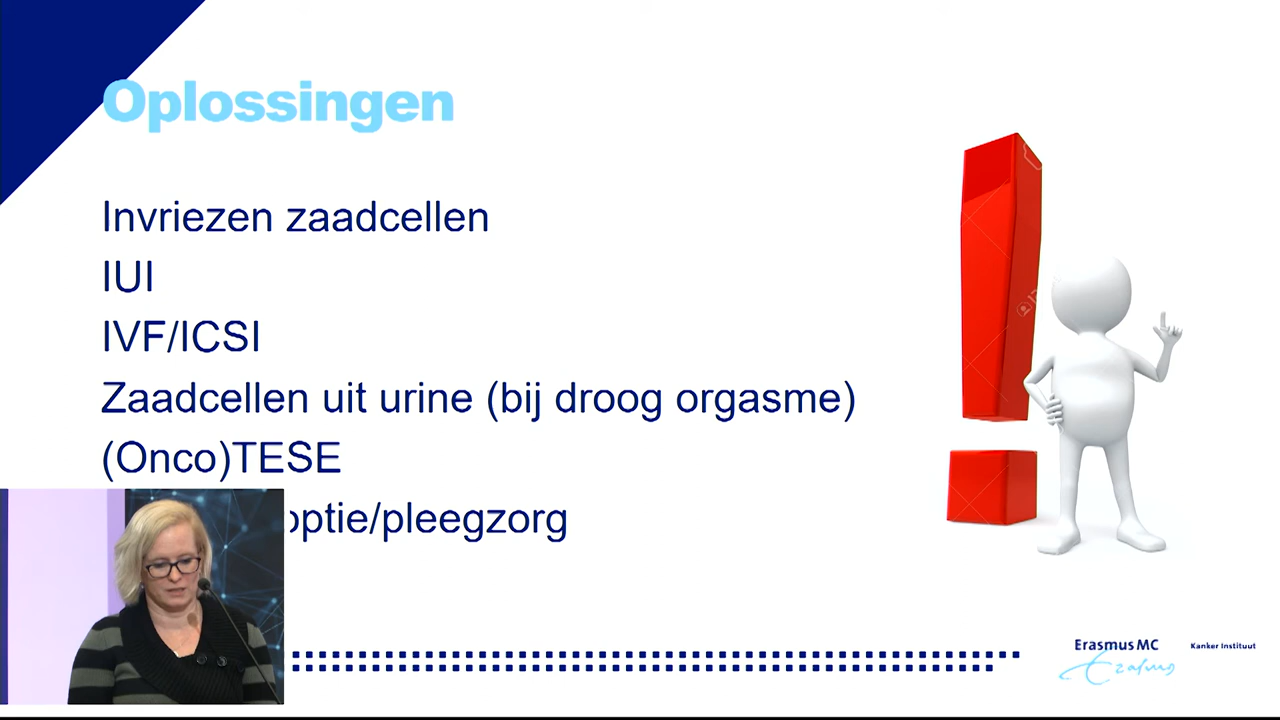 Oplossingen
Invriezen zaadcellen
IUI
IVF/ICSI
Zaadcellen uit urine (bij droog orgasme)
(Onco)TESE
optie/pleegzorg
Erasmus MC
Kanker Instituut
Erasmus